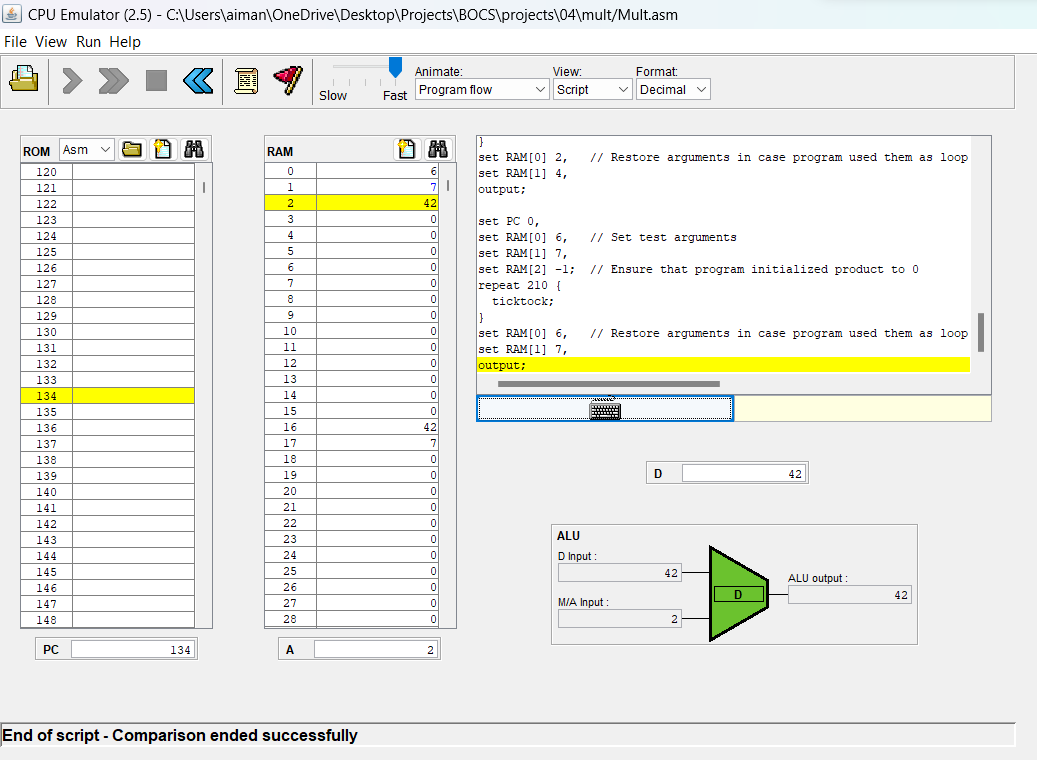 CPU Emulator (2.5) - C:\Users\aiman\OneDrive\Desktop\Projects\BOCS\projects\04\mult/Mult.asm
File View Run Help
Slow Fast
Animate: View: Format:
Program flow Script Decimal
ROM Asm
120
121
122
123
124
125
126
127
128
129
130
131
132
133
134
135
136
137
138
139
140
141
142
143
144
145
146
147
148
PC 134
RAM
0 6
1 7
2 42
3 0
4 0
5 0
6 0
7 0
8 0
9 0
10 0
11 0
12 0
13 0
14 0
15 0
16 42
17 7
18 0
19 0
20 0
21 0
22 0
23 0
24 0
25 0
26 0
27 0
28 0
A 2
}
set RAM[0] 2,   // Restore arguments in case program used them as loop
set RAM[1] 4,
output;
set PC 0,
set RAM[0] 6,   // Set test arguments
set RAM[1] 7,
set RAM[2] -1;  // Ensure that program initialized product to 0
repeat 210 {
  ticktock;
}
set RAM[0] 6,   // Restore arguments in case program used them as loop
set RAM[1] 7,
output;
D 42
ALU
D Input :
42
M/A Input :
2
D
ALU output :
42
End of script - Comparison ended successfully